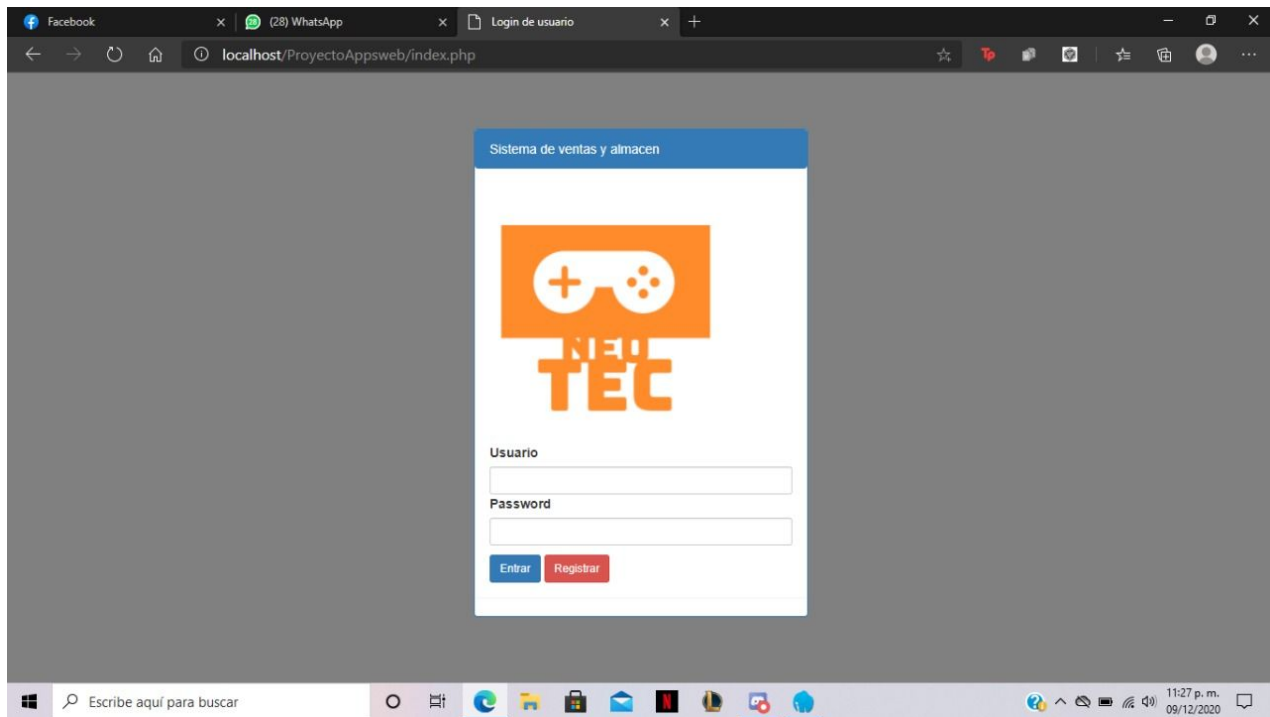 Facebook
(28) WhatsApp
Login de usuario
localhost/ProyectoAppsweb/index.php
Sistema de ventas y almacen
NEO
TEC
Usuario
Password
Entrar Registrar
Escribe aquí para buscar
11:27 p. m.
09/12/2020